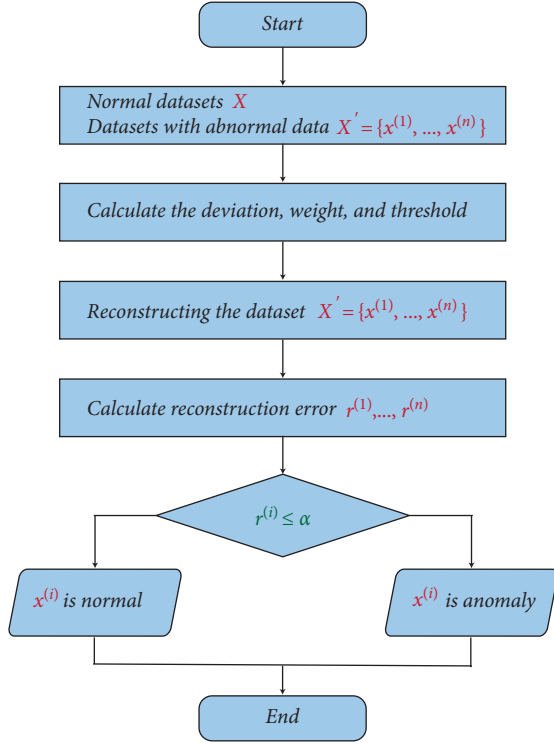 Start
Normal datasets X
Datasets with abnormal data X′ = {x⁽¹⁾, ..., x⁽ⁿ⁾}
Calculate the deviation, weight, and threshold
Reconstructing the dataset X′ = {x⁽¹⁾, ..., x⁽ⁿ⁾}
Calculate reconstruction error r⁽¹⁾,..., r⁽ⁿ⁾
r⁽ⁱ⁾ ≤ α
x⁽ⁱ⁾ is normal
x⁽ⁱ⁾ is anomaly
End